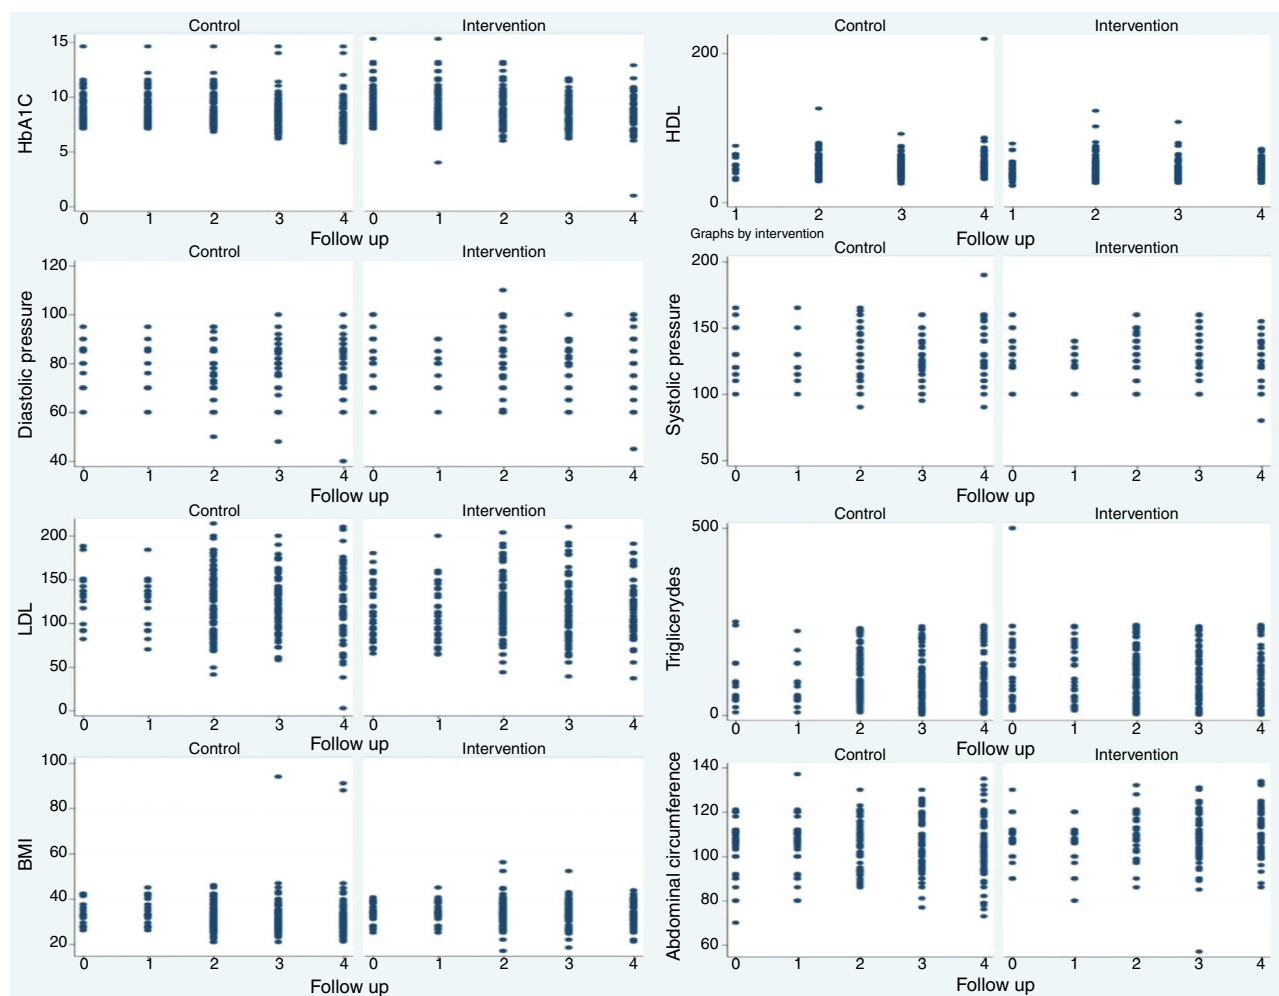 Control Intervention
HbA1C
15
10
5
0
0 1 2 3 4 0 1 2 3 4
Follow up
Control Intervention
HDL
200
0
1 2 3 4 1 2 3 4
Graphs by intervention
Follow up
Control Intervention
Diastolic pressure
120
100
80
60
40
0 1 2 3 4 0 1 2 3 4
Follow up
Control Intervention
Systolic pressure
200
150
100
50
0 1 2 3 4 0 1 2 3 4
Follow up
Control Intervention
LDL
200
150
100
50
0
0 1 2 3 4 0 1 2 3 4
Follow up
Control Intervention
Triglicerydes
500
0
0 1 2 3 4 0 1 2 3 4
Follow up
Control Intervention
BMI
100
80
60
40
20
0 1 2 3 4 0 1 2 3 4
Follow up
Control Intervention
Abdominal circumference
140
120
100
80
60
0 1 2 3 4 0 1 2 3 4
Follow up